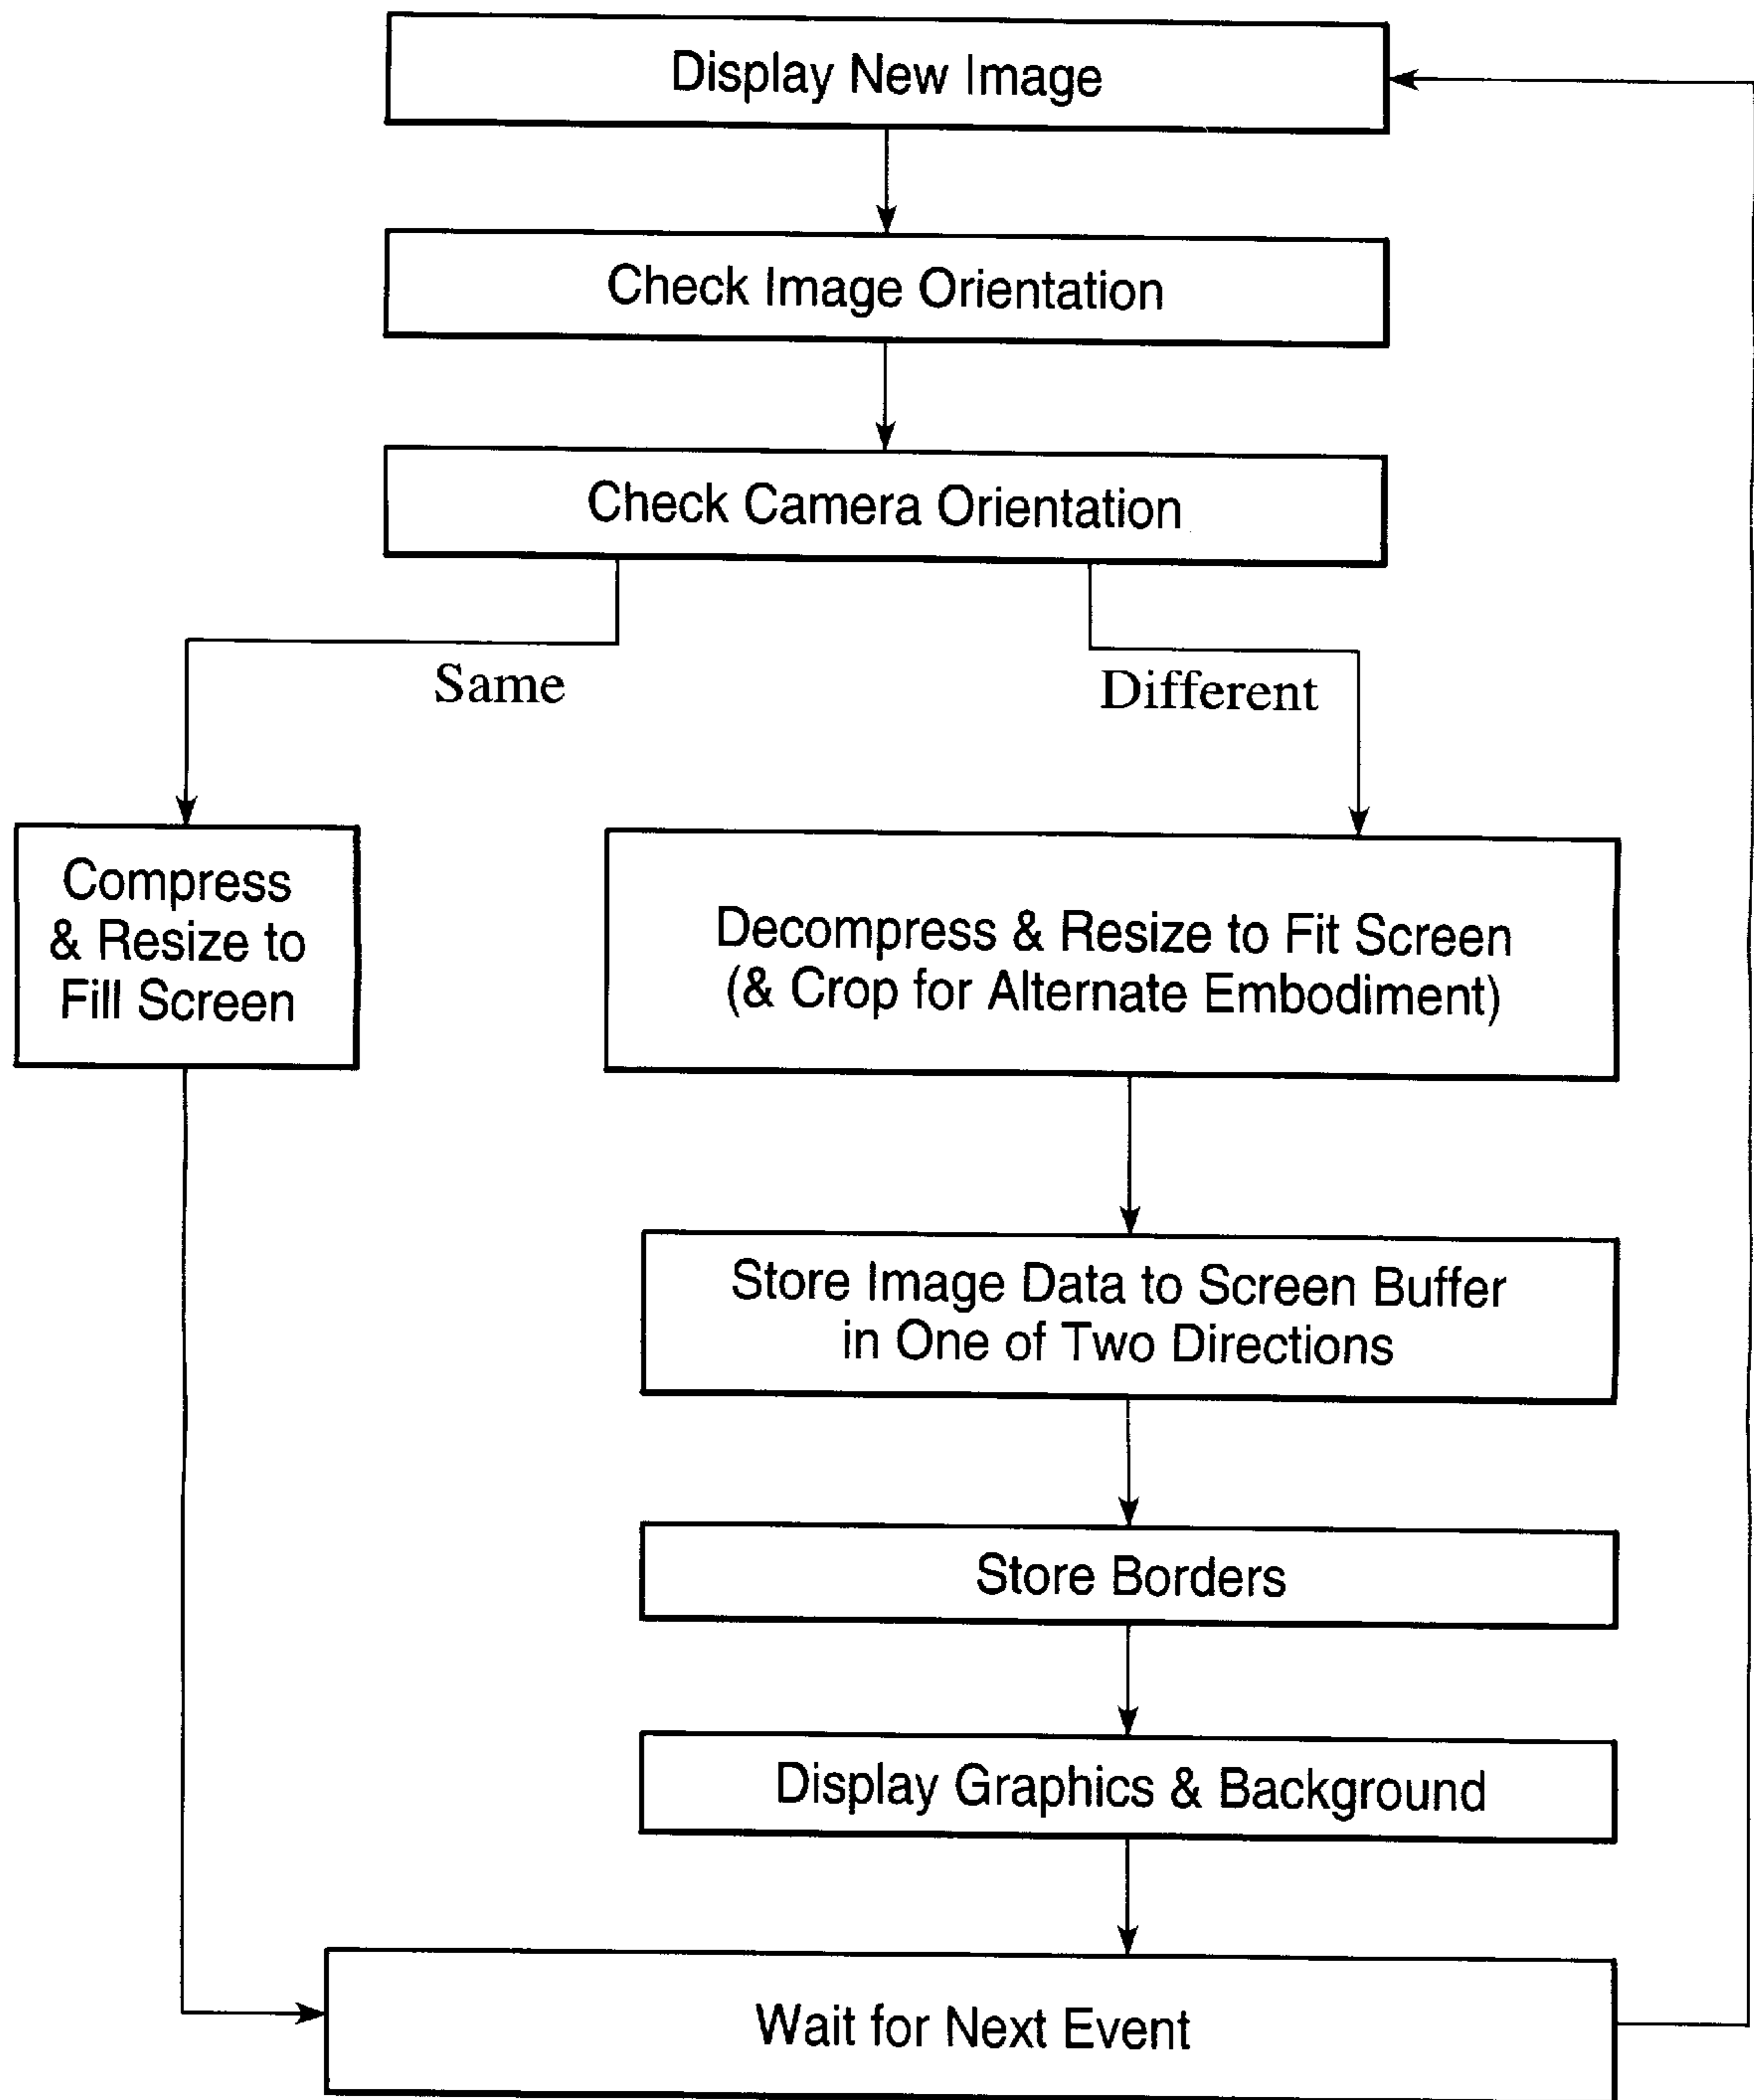 Display New Image
Check Image Orientation
Check Camera Orientation
Same
Different
Compress
& Resize to
Fill Screen
Decompress & Resize to Fit Screen
(& Crop for Alternate Embodiment)
Store Image Data to Screen Buffer
in One of Two Directions
Store Borders
Display Graphics & Background
Wait for Next Event